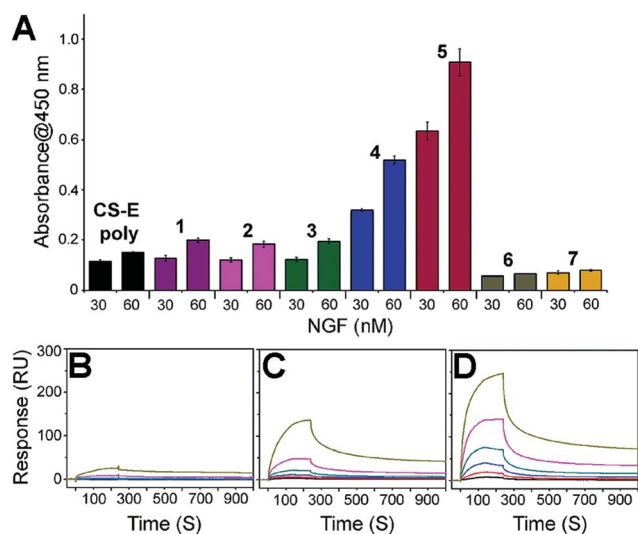 A
Absorbance@450 nm
1.0
0.8
0.6
0.4
0.2
0.0
CS-E
poly
1
2
3
4
5
6
7
30 60 30 60 30 60 30 60 30 60 30 60 30 60
NGF (nM)
B
C
D
Response (RU)
300
200
100
0
100 300 500 700 900
100 300 500 700 900
100 300 500 700 900
Time (S)
Time (S)
Time (S)